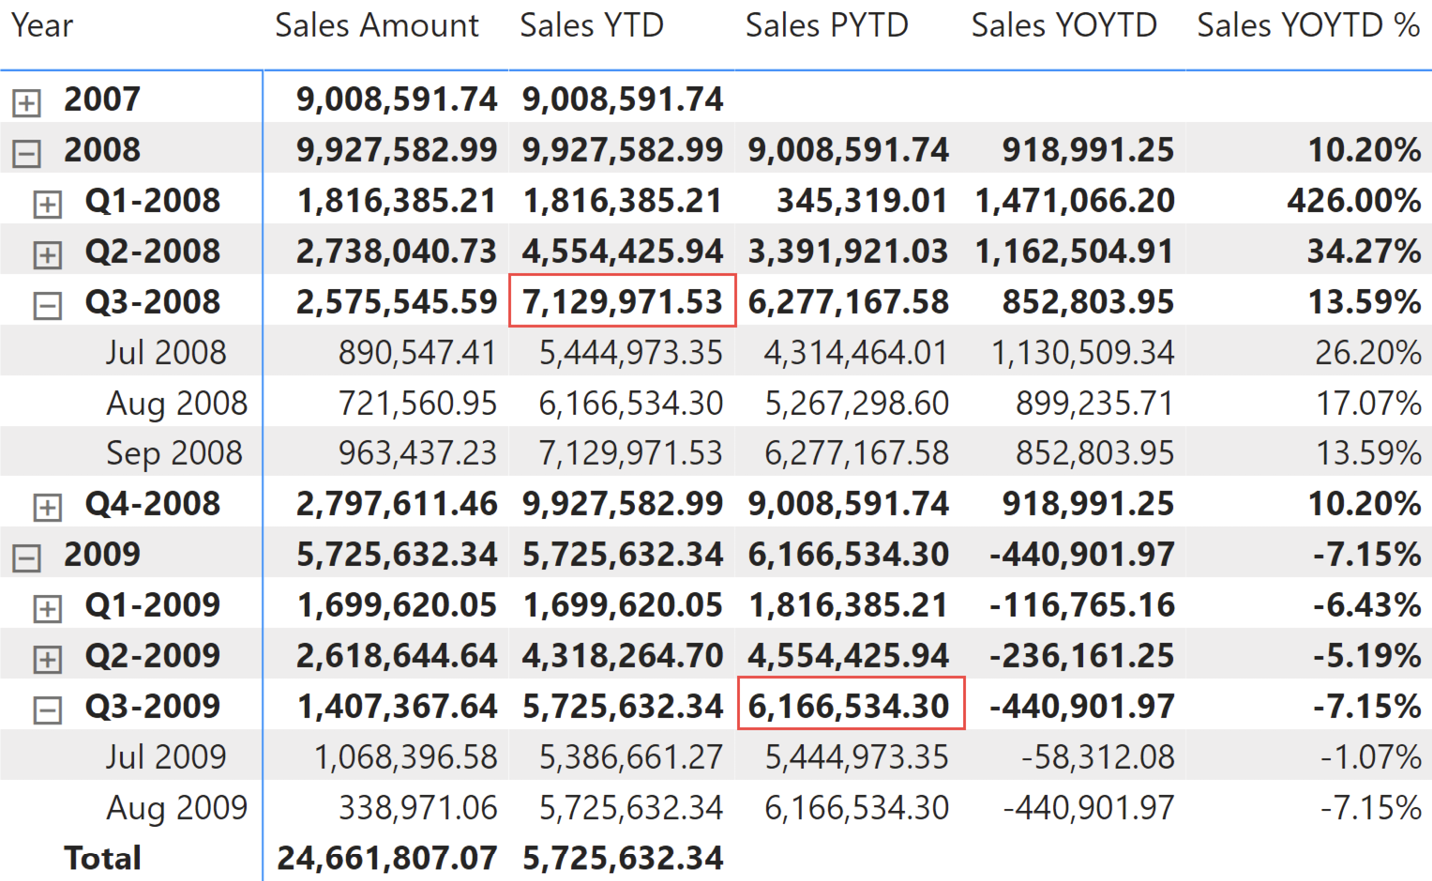 Year Sales Amount Sales YTD Sales PYTD Sales YOYTD Sales YOYTD %
2007 9,008,591.74 9,008,591.74
2008 9,927,582.99 9,927,582.99 9,008,591.74 918,991.25 10.20%
Q1-2008 1,816,385.21 1,816,385.21 345,319.01 1,471,066.20 426.00%
Q2-2008 2,738,040.73 4,554,425.94 3,391,921.03 1,162,504.91 34.27%
Q3-2008 2,575,545.59 7,129,971.53 6,277,167.58 852,803.95 13.59%
Jul 2008 890,547.41 5,444,973.35 4,314,464.01 1,130,509.34 26.20%
Aug 2008 721,560.95 6,166,534.30 5,267,298.60 899,235.71 17.07%
Sep 2008 963,437.23 7,129,971.53 6,277,167.58 852,803.95 13.59%
Q4-2008 2,797,611.46 9,927,582.99 9,008,591.74 918,991.25 10.20%
2009 5,725,632.34 5,725,632.34 6,166,534.30 -440,901.97 -7.15%
Q1-2009 1,699,620.05 1,699,620.05 1,816,385.21 -116,765.16 -6.43%
Q2-2009 2,618,644.64 4,318,264.70 4,554,425.94 -236,161.25 -5.19%
Q3-2009 1,407,367.64 5,725,632.34 6,166,534.30 -440,901.97 -7.15%
Jul 2009 1,068,396.58 5,386,661.27 5,444,973.35 -58,312.08 -1.07%
Aug 2009 338,971.06 5,725,632.34 6,166,534.30 -440,901.97 -7.15%
Total 24,661,807.07 5,725,632.34